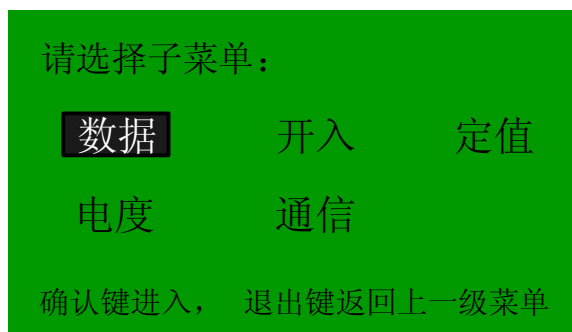 请选择子菜单：
数据 开入 定值
电度 通信
确认键进入， 退出键返回上一级菜单